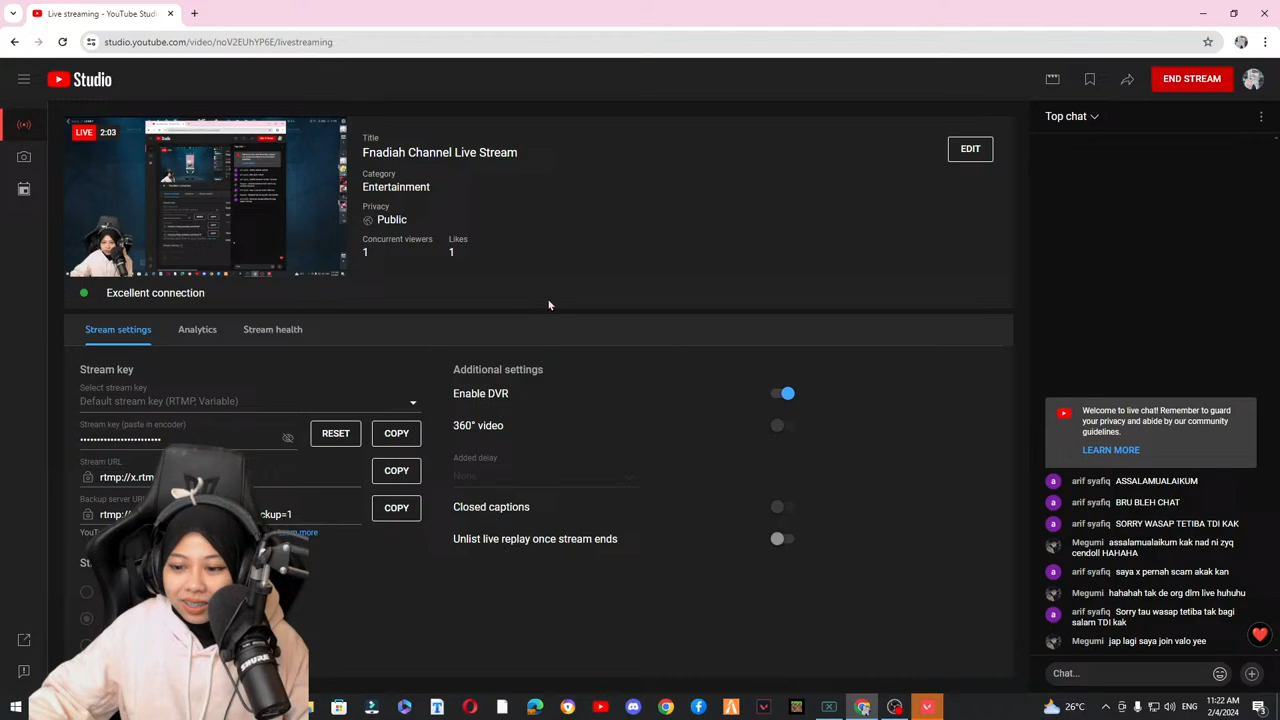 Live streaming - YouTube Studi
studio.youtube.com/video/noV2EUhYP6E/livestreaming
Studio
END STREAM
LIVE 2:03
Title
Fnadiah Channel Live Stream
EDIT
Category
Entertainment
Privacy
Public
Concurrent viewers Likes
1 1
Excellent connection
Stream settings Analytics Stream health
Stream key
Select stream key
Default stream key (RTMP, Variable)
Stream key (paste in encoder)
RESET COPY
Stream URL
rtmp://x.rtm
COPY
Backup server UR
rtmp:// ckup=1
COPY
Additional settings
Enable DVR
360° video
Added delay
None
Closed captions
Unlist live replay once stream ends
Top chat
Welcome to live chat! Remember to guard
your privacy and abide by our community
guidelines.
LEARN MORE
a arif syafiq ASSALAMUALAIKUM
a arif syafiq BRU BLEH CHAT
a arif syafiq SORRY WASAP TETIBA TDI KAK
Megumi assalamualaikum kak nad ni zyq
cendoll HAHAHA
a arif syafiq saya x pernah scam akak kan
Megumi hahahah tak de org dlm live huhuhu
a arif syafiq Sorry tau wasap tetiba tak bagi
salam TDI kak
Megumi jap lagi saya join valo yee
Chat...
SHURE
26°C
11:22 AM
2/4/2024